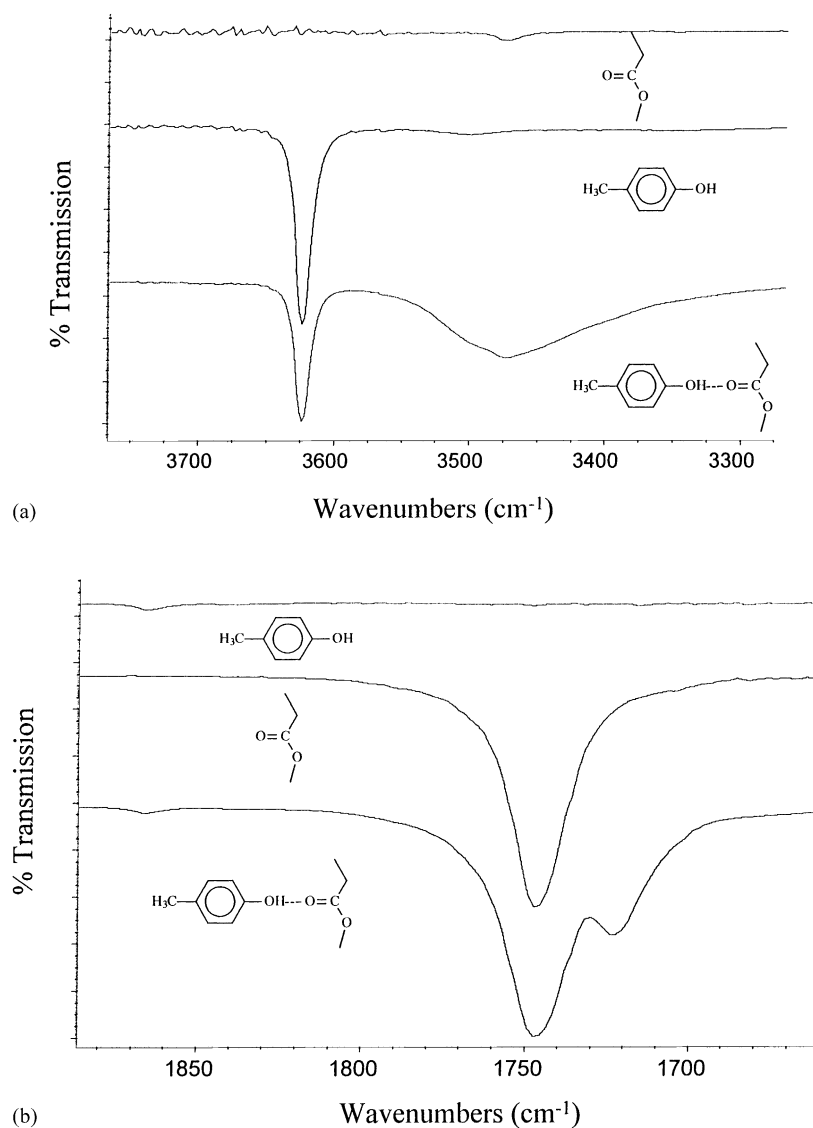 % Transmission
O=C
O
H₃C
OH
H₃C
OH---O=C
O
3700 3600 3500 3400 3300
Wavenumbers (cm⁻¹)
(a)
% Transmission
H₃C
OH
O=C
O
H₃C
OH---O=C
O
1850 1800 1750 1700
Wavenumbers (cm⁻¹)
(b)